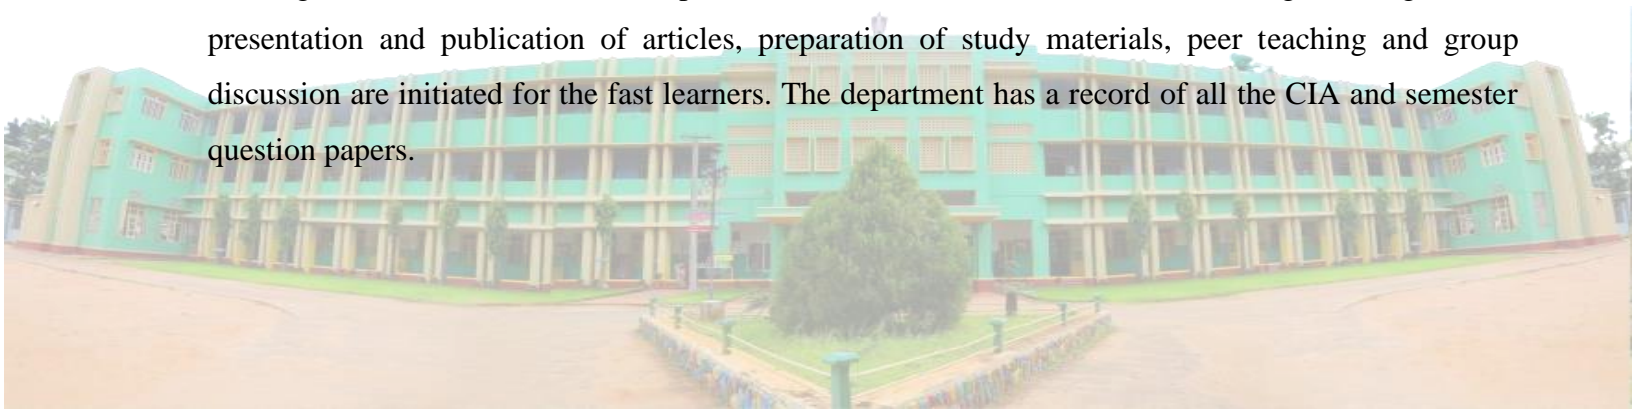 presentation and publication of articles, preparation of study materials, peer teaching and group
discussion are initiated for the fast learners. The department has a record of all the CIA and semester
question papers.